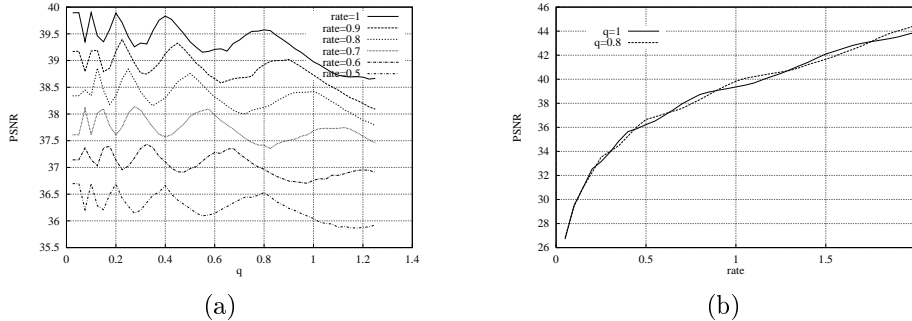 40
39.5
39
38.5
38
37.5
37
36.5
36
35.5
PSNR
0 0.2 0.4 0.6 0.8 1 1.2 1.4
q
rate=1
rate=0.9
rate=0.8
rate=0.7
rate=0.6
rate=0.5
(a)
46
44
42
40
38
36
34
32
30
28
26
PSNR
0 0.5 1 1.5
rate
q=1
q=0.8
(b)